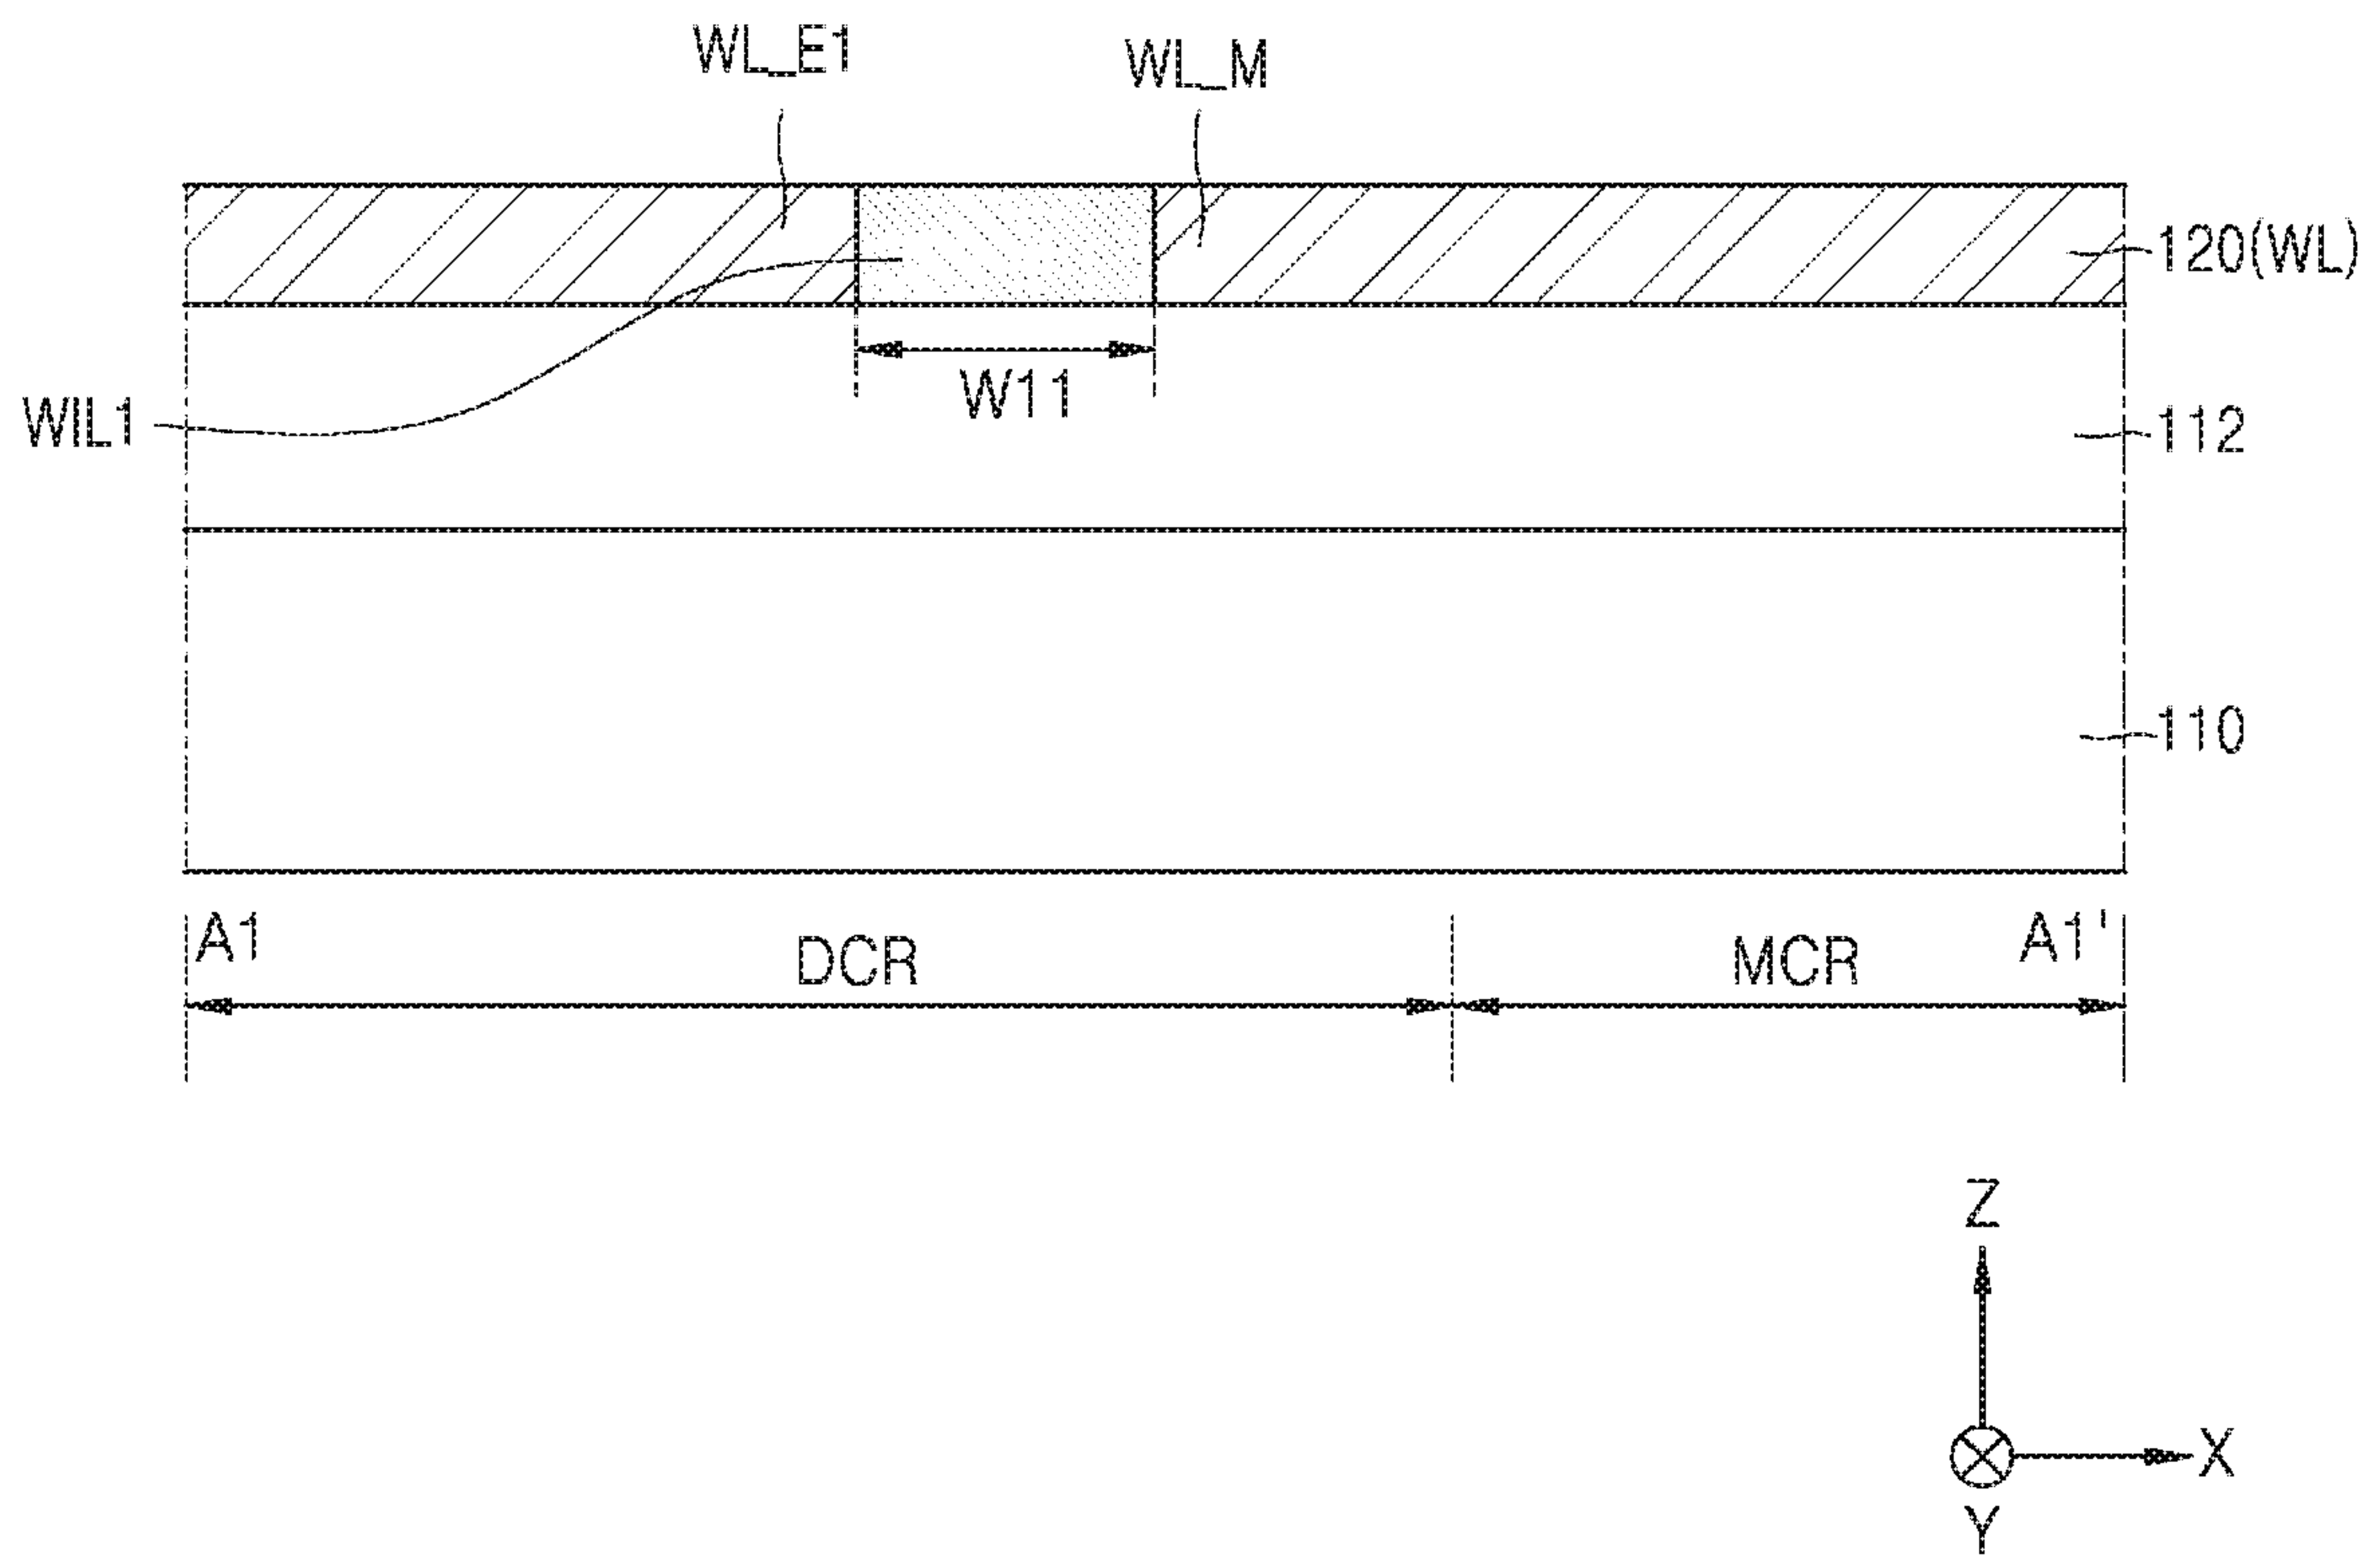 WL_E1
WL_M
120(WL)
W11
WIL1
112
110
A1
DCR
MCR
A1'
Z
X
Y